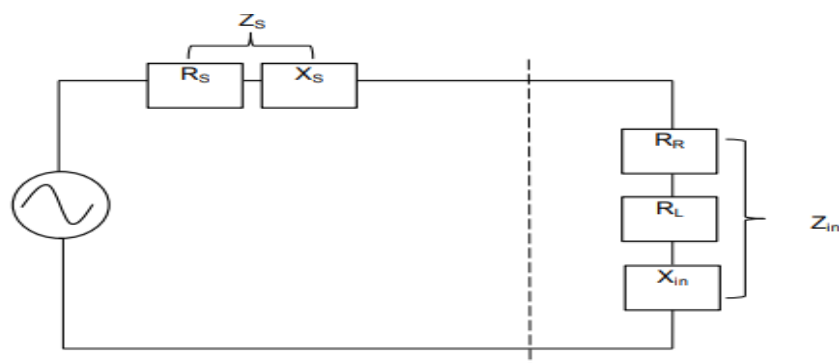 Z_S
R_S
X_S
R_R
R_L
X_in
Z_in